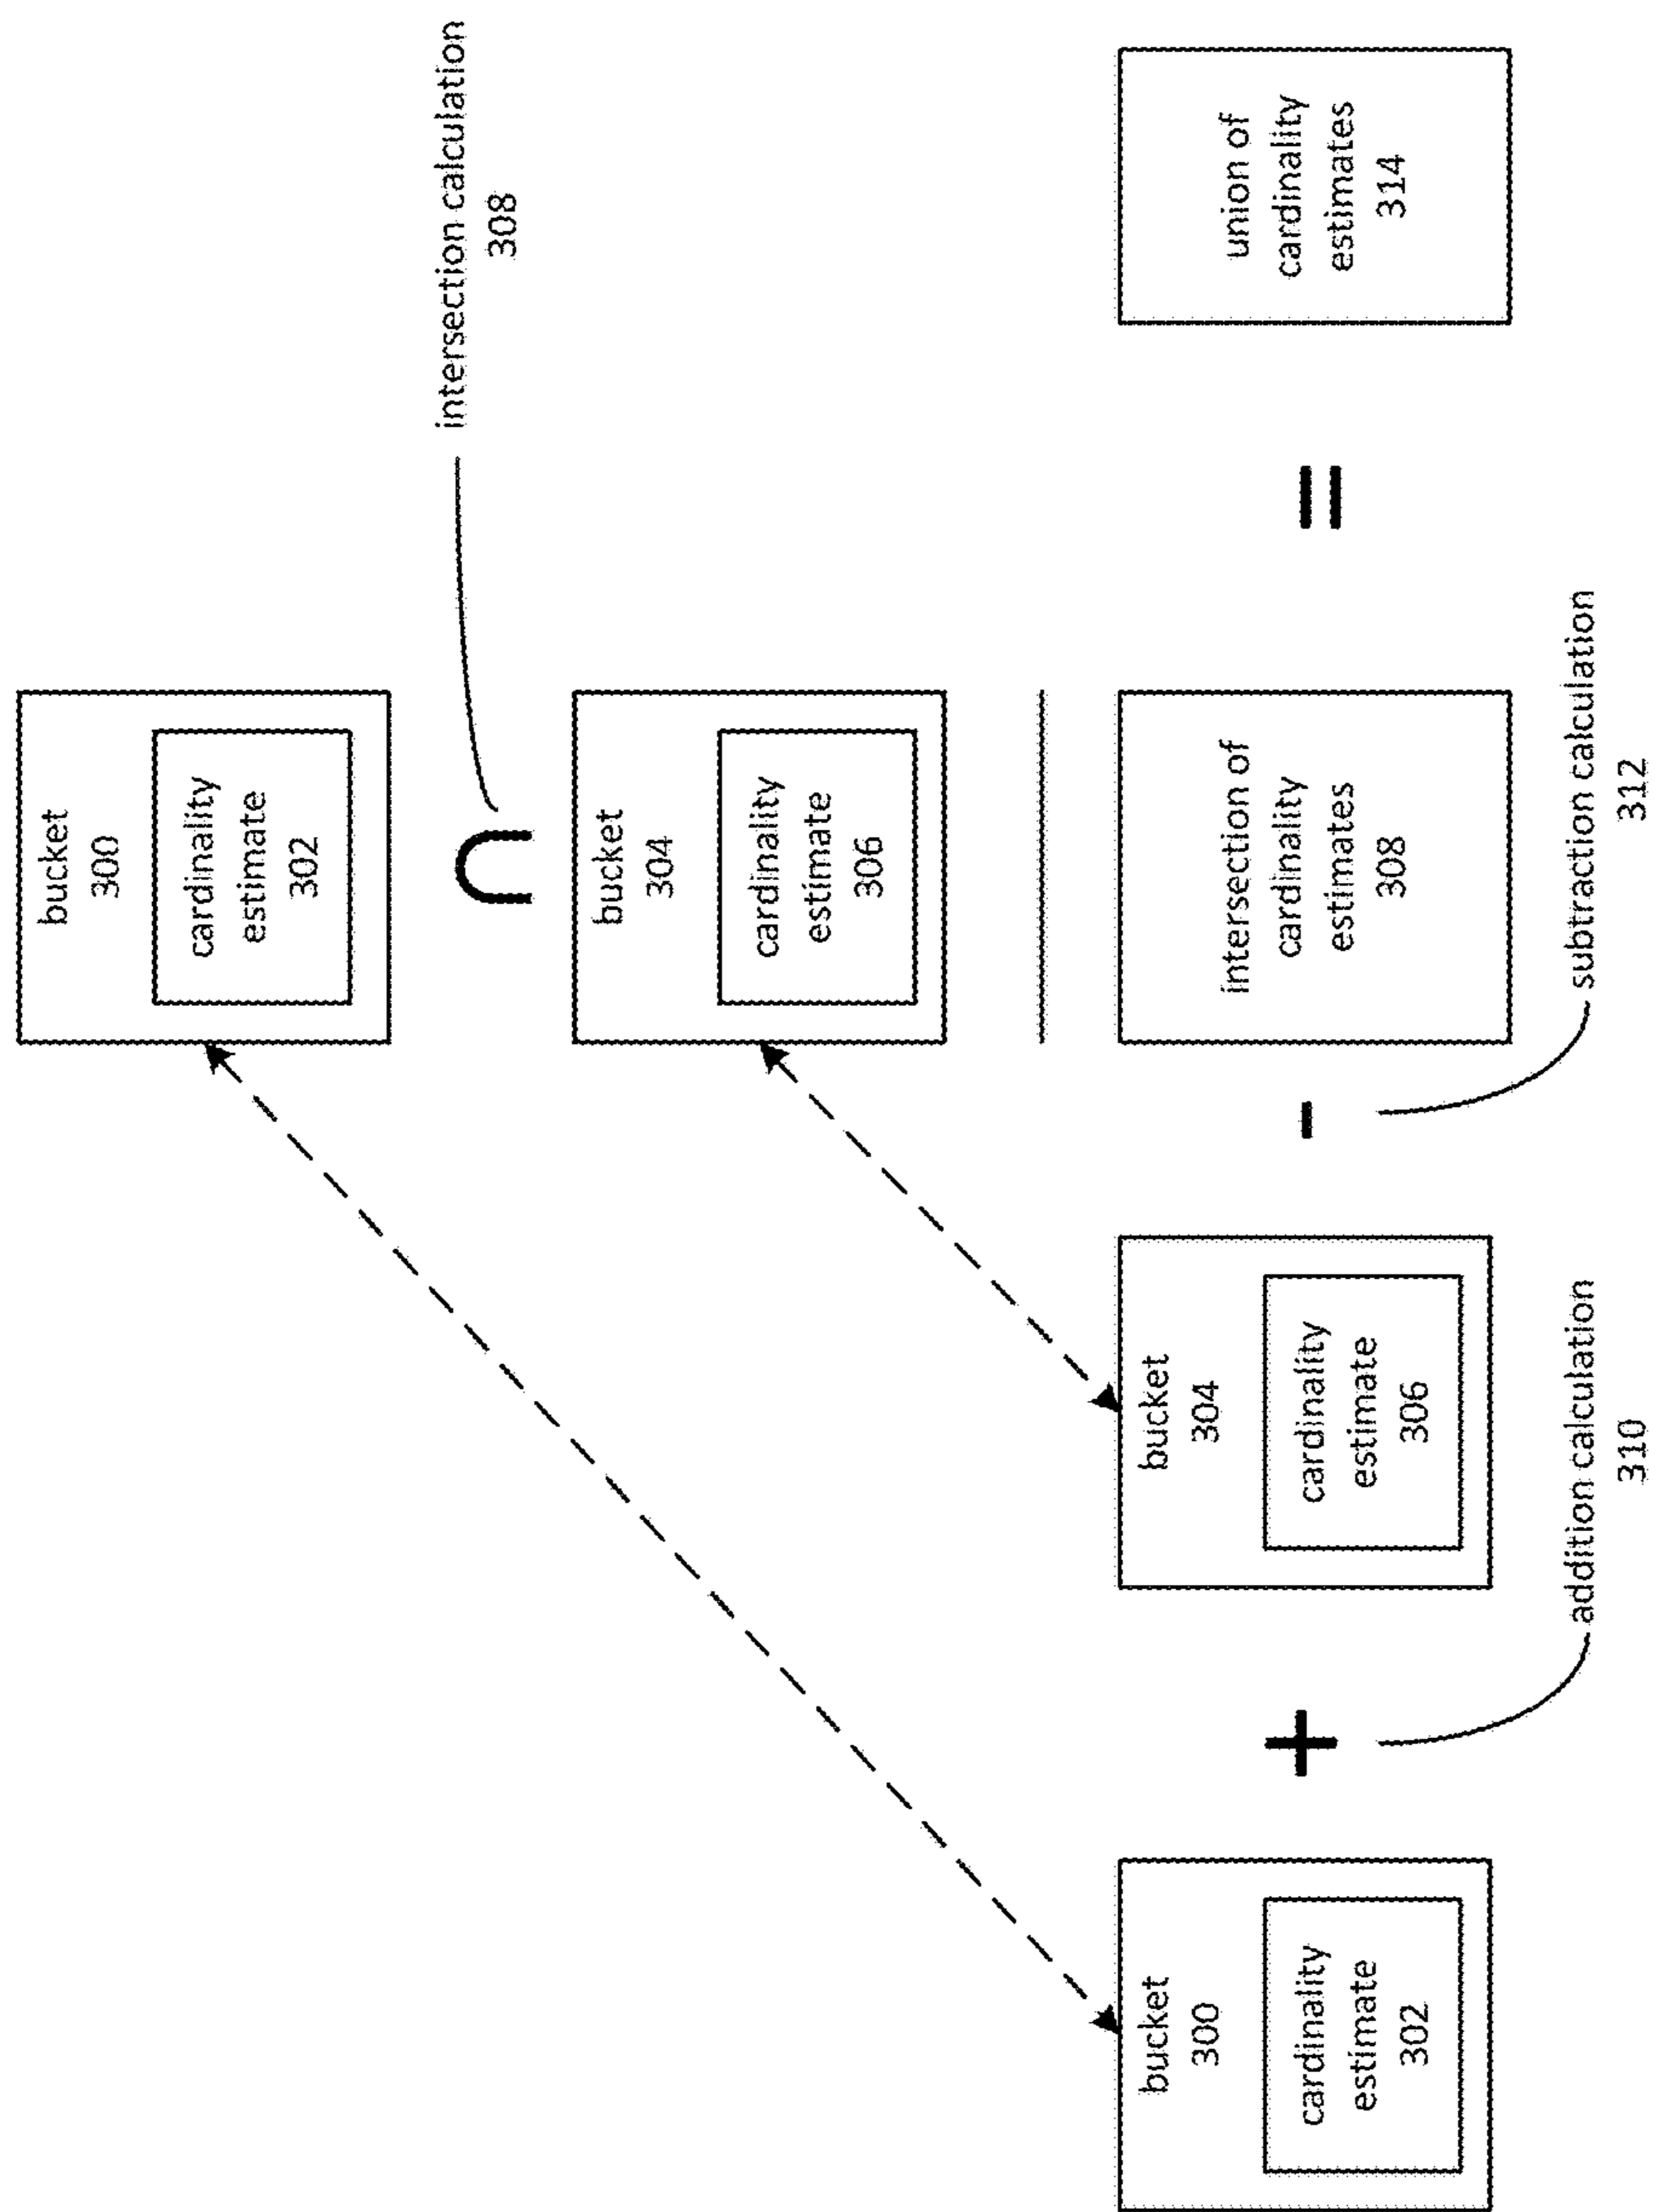 bucket
300
cardinality
estimate
302
∩
intersection calculation
308
bucket
304
cardinality
estimate
306
bucket
300
cardinality
estimate
302
+
addition calculation
310
bucket
304
cardinality
estimate
306
-
subtraction calculation
312
intersection of
cardinality
estimates
308
=
union of
cardinality
estimates
314